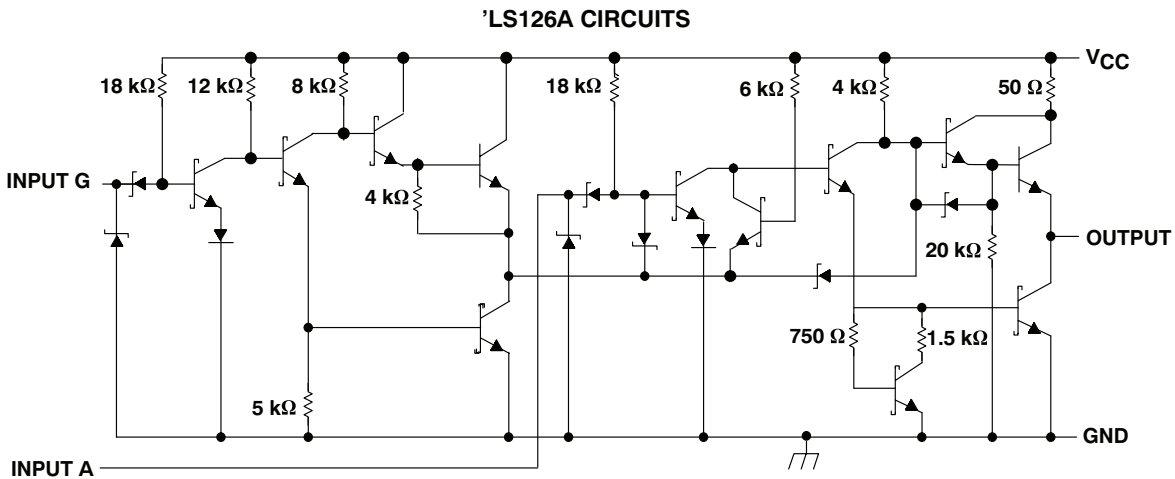 'LS126A CIRCUITS
VCC
18 kΩ
12 kΩ
8 kΩ
18 kΩ
6 kΩ
4 kΩ
50 Ω
INPUT G
4 kΩ
20 kΩ
OUTPUT
750 Ω
1.5 kΩ
5 kΩ
GND
INPUT A